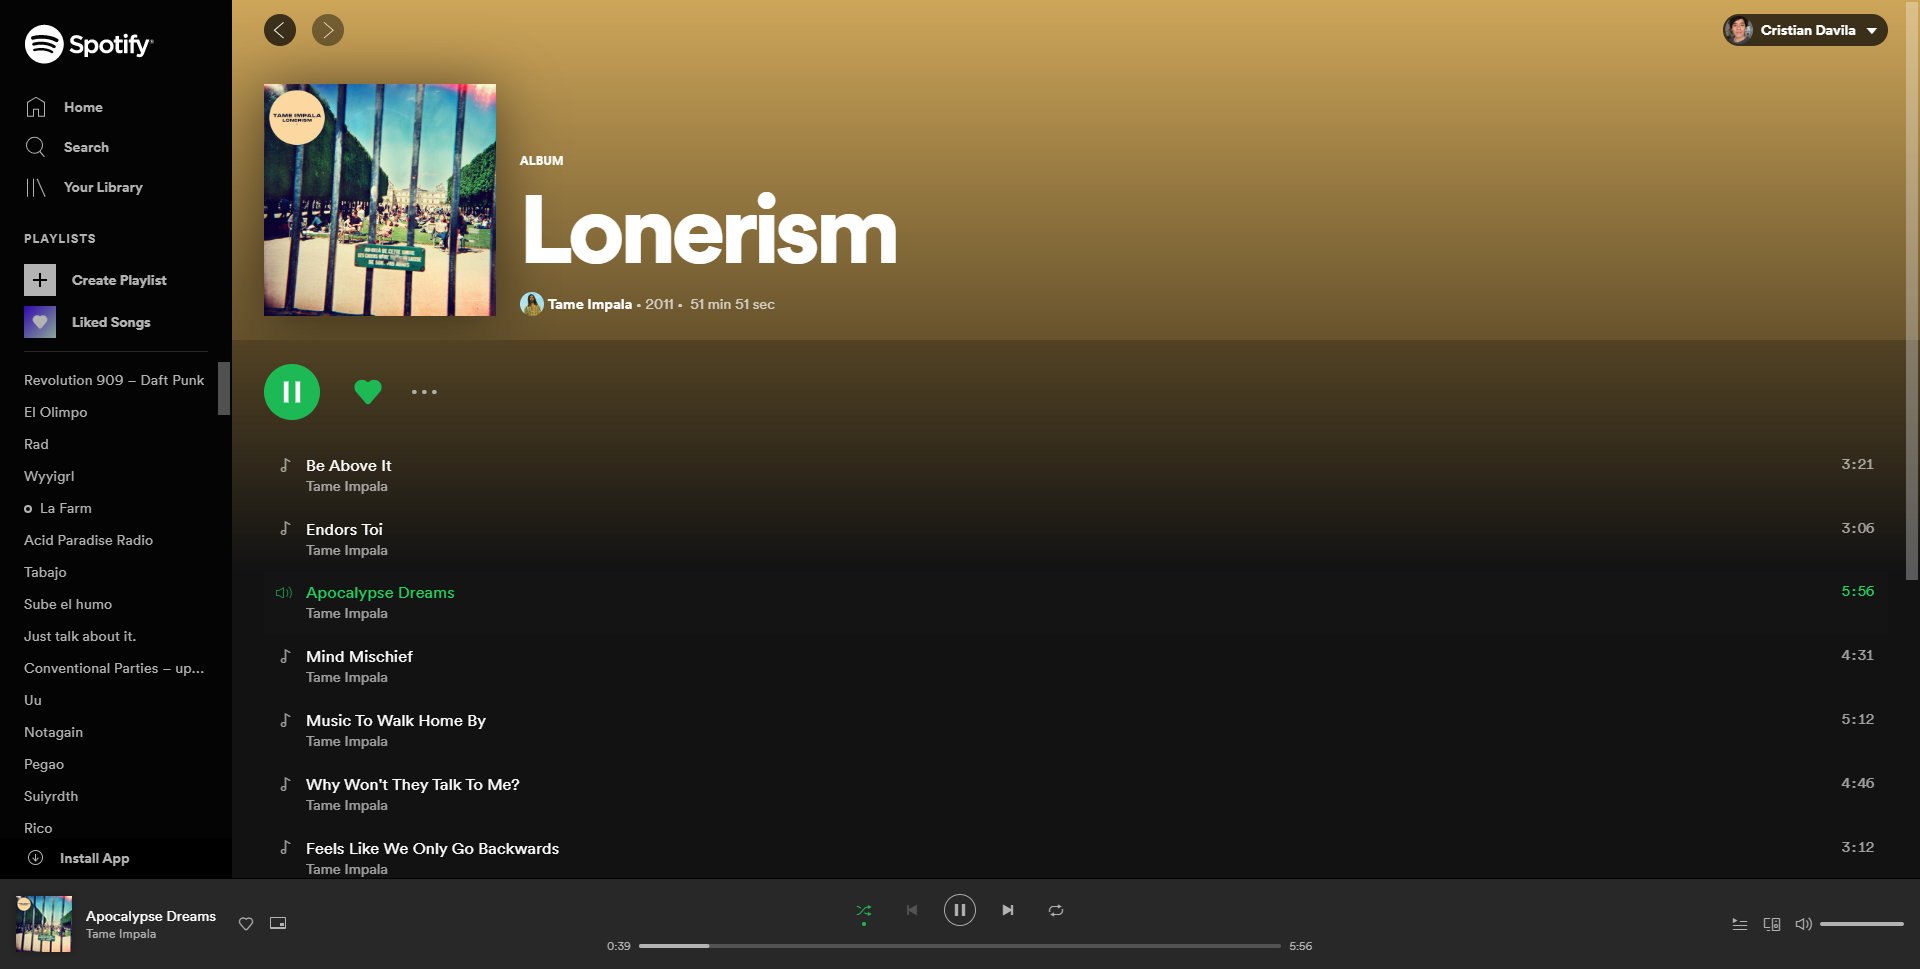 Spotify
Home
Search
Your Library
PLAYLISTS
Create Playlist
Liked Songs
Revolution 909 – Daft Punk
El Olimpo
Rad
Wyyigrl
La Farm
Acid Paradise Radio
Tabajo
Sube el humo
Just talk about it.
Conventional Parties – up...
Uu
Notagain
Pegao
Suiyrdth
Rico
Install App
Cristian Davila
TAME IMPALA
LONERISM
ALBUM
Lonerism
Tame Impala • 2011 • 51 min 51 sec
Be Above It 3:21
Tame Impala
Endors Toi 3:06
Tame Impala
Apocalypse Dreams 5:56
Tame Impala
Mind Mischief 4:31
Tame Impala
Music To Walk Home By 5:12
Tame Impala
Why Won't They Talk To Me? 4:46
Tame Impala
Feels Like We Only Go Backwards 3:12
Tame Impala
Apocalypse Dreams
Tame Impala
0:39 5:56